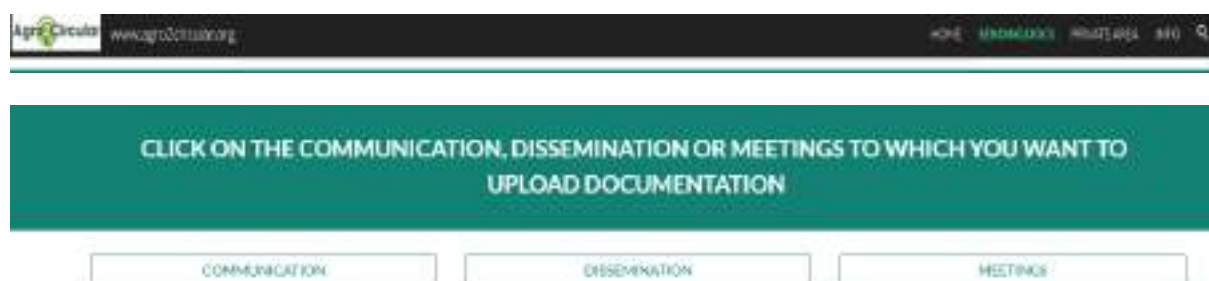 Agro Circular www.agro2circular.org HOME SENDING DOCS PRIVATE AREA INFO
CLICK ON THE COMMUNICATION, DISSEMINATION OR MEETINGS TO WHICH YOU WANT TO
UPLOAD DOCUMENTATION
COMMUNICATION DISSEMINATION MEETINGS